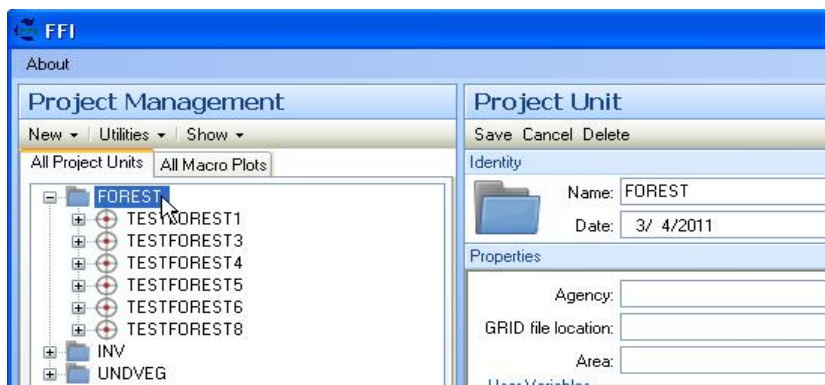 FFI
About
Project Management
New Utilities Show
All Project Units All Macro Plots
FOREST
TESTFOREST1
TESTFOREST3
TESTFOREST4
TESTFOREST5
TESTFOREST6
TESTFOREST8
INV
UNDVEG
Project Unit
Save Cancel Delete
Identity
Name: FOREST
Date: 3/ 4/2011
Properties
Agency:
GRID file location:
Area:
User Variables